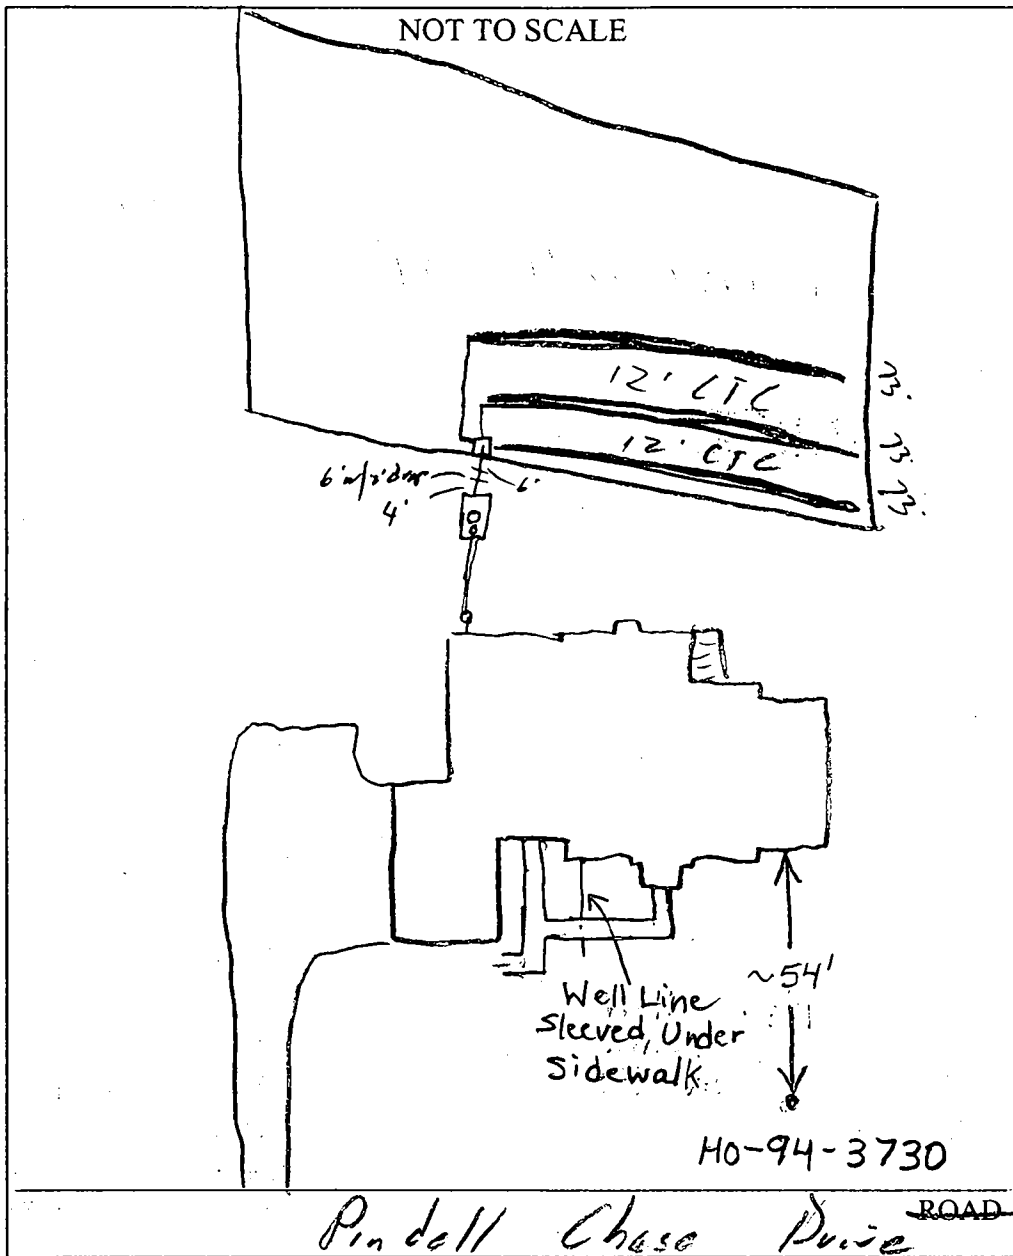 NOT TO SCALE
12' CTC
12' CTC
6'
4'
Well Line
Sleeved, Under
Sidewalk
~54'
HO-94-3730
ROAD
Pindell Chase Drive